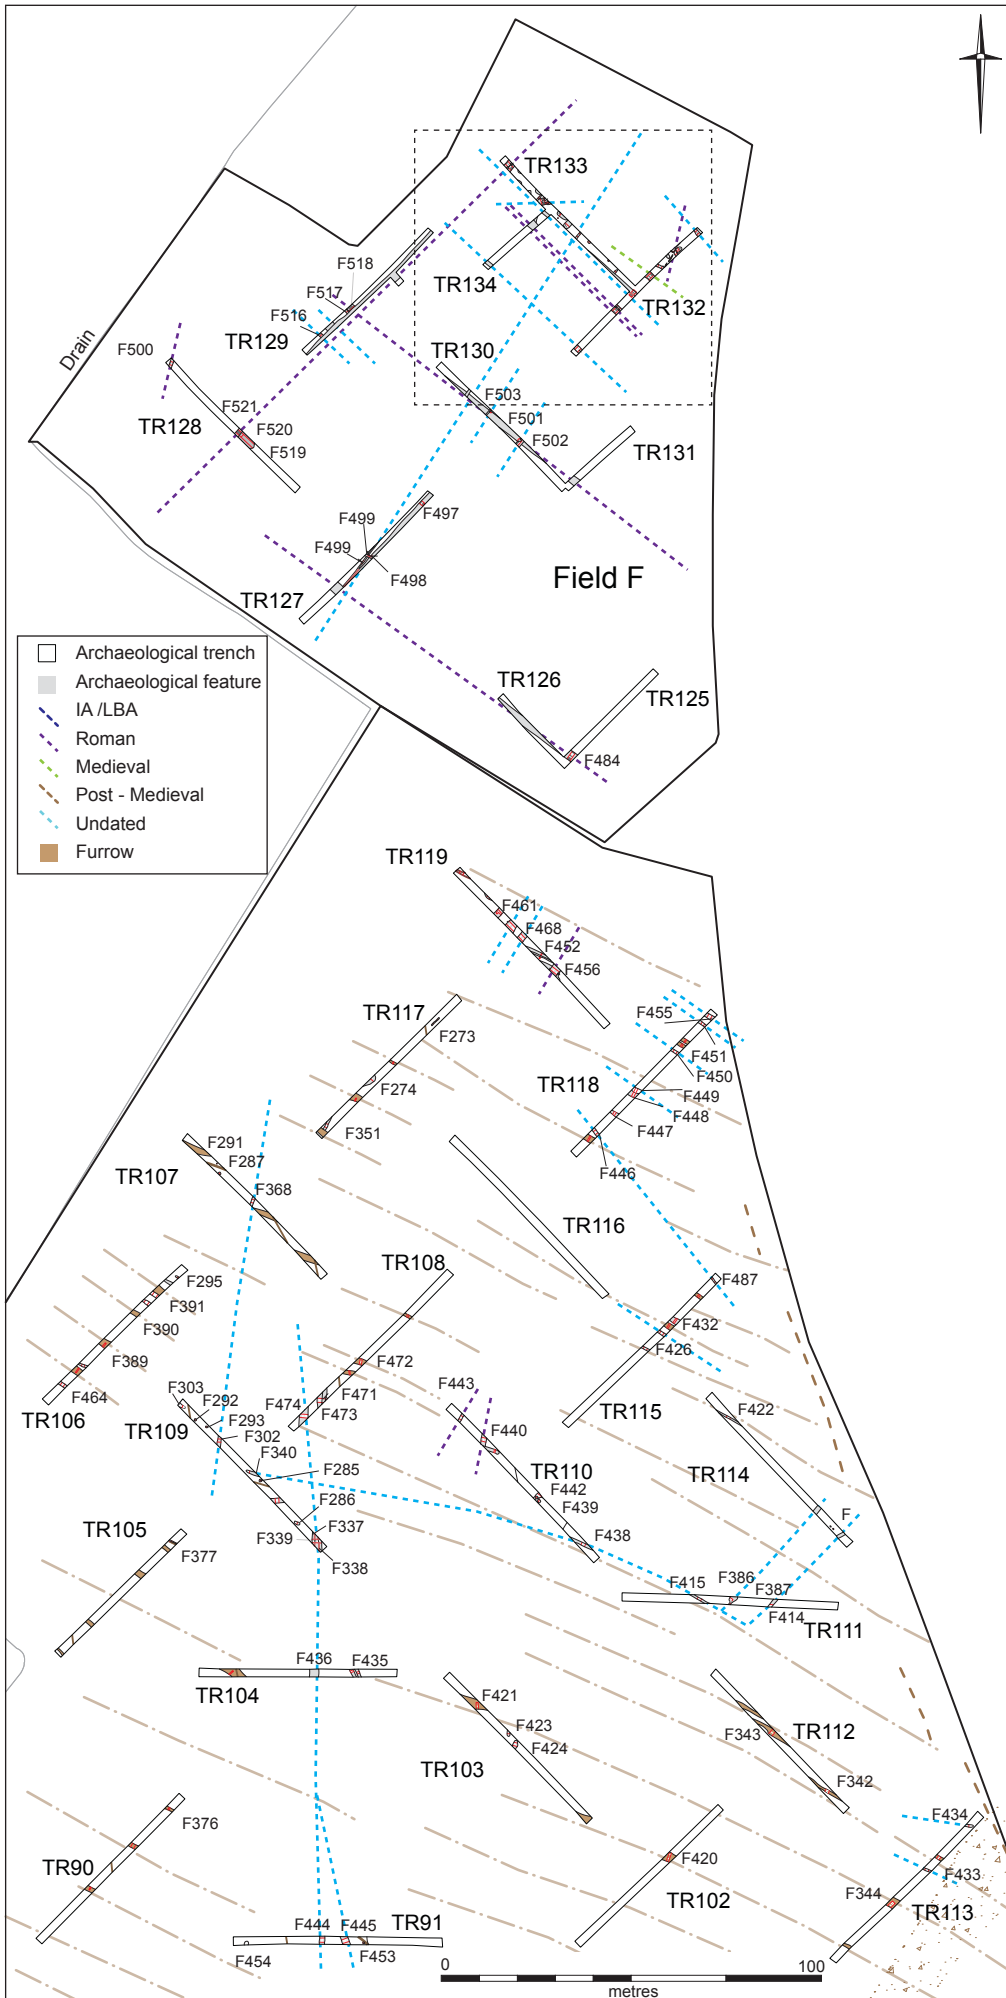 TR133
F518
F517
TR134
F516
TR132
TR129
Drain
TR130
F500
F503
F521
F501
TR128
F520
F502
F519
TR131
F499
F497
F499
Field F
F498
TR127
Archaeological trench
Archaeological feature
IA /LBA
Roman
Medieval
Post - Medieval
Undated
Furrow
TR126
TR125
F484
TR119
F461
F468
F452
F456
TR117
F455
F273
F451
F450
TR118
F274
F449
F448
F351
F447
F291
F446
F287
TR107
F368
TR116
TR108
F295
F487
F391
F390
F432
F389
F472
F426
F464
F303
F471
F443
TR106
F292
F474
F473
TR115
F422
TR109
F293
F302
F440
F340
TR110
TR114
F285
F442
F286
F439
F
TR105
F337
F339
F438
F377
F338
F386
F415
F387
F414
TR111
F436
F435
TR104
F421
F423
TR112
F343
F424
TR103
F342
F376
F434
TR90
F420
F433
TR102
F344
TR113
F444
F445
TR91
F454
F453
0
100
metres